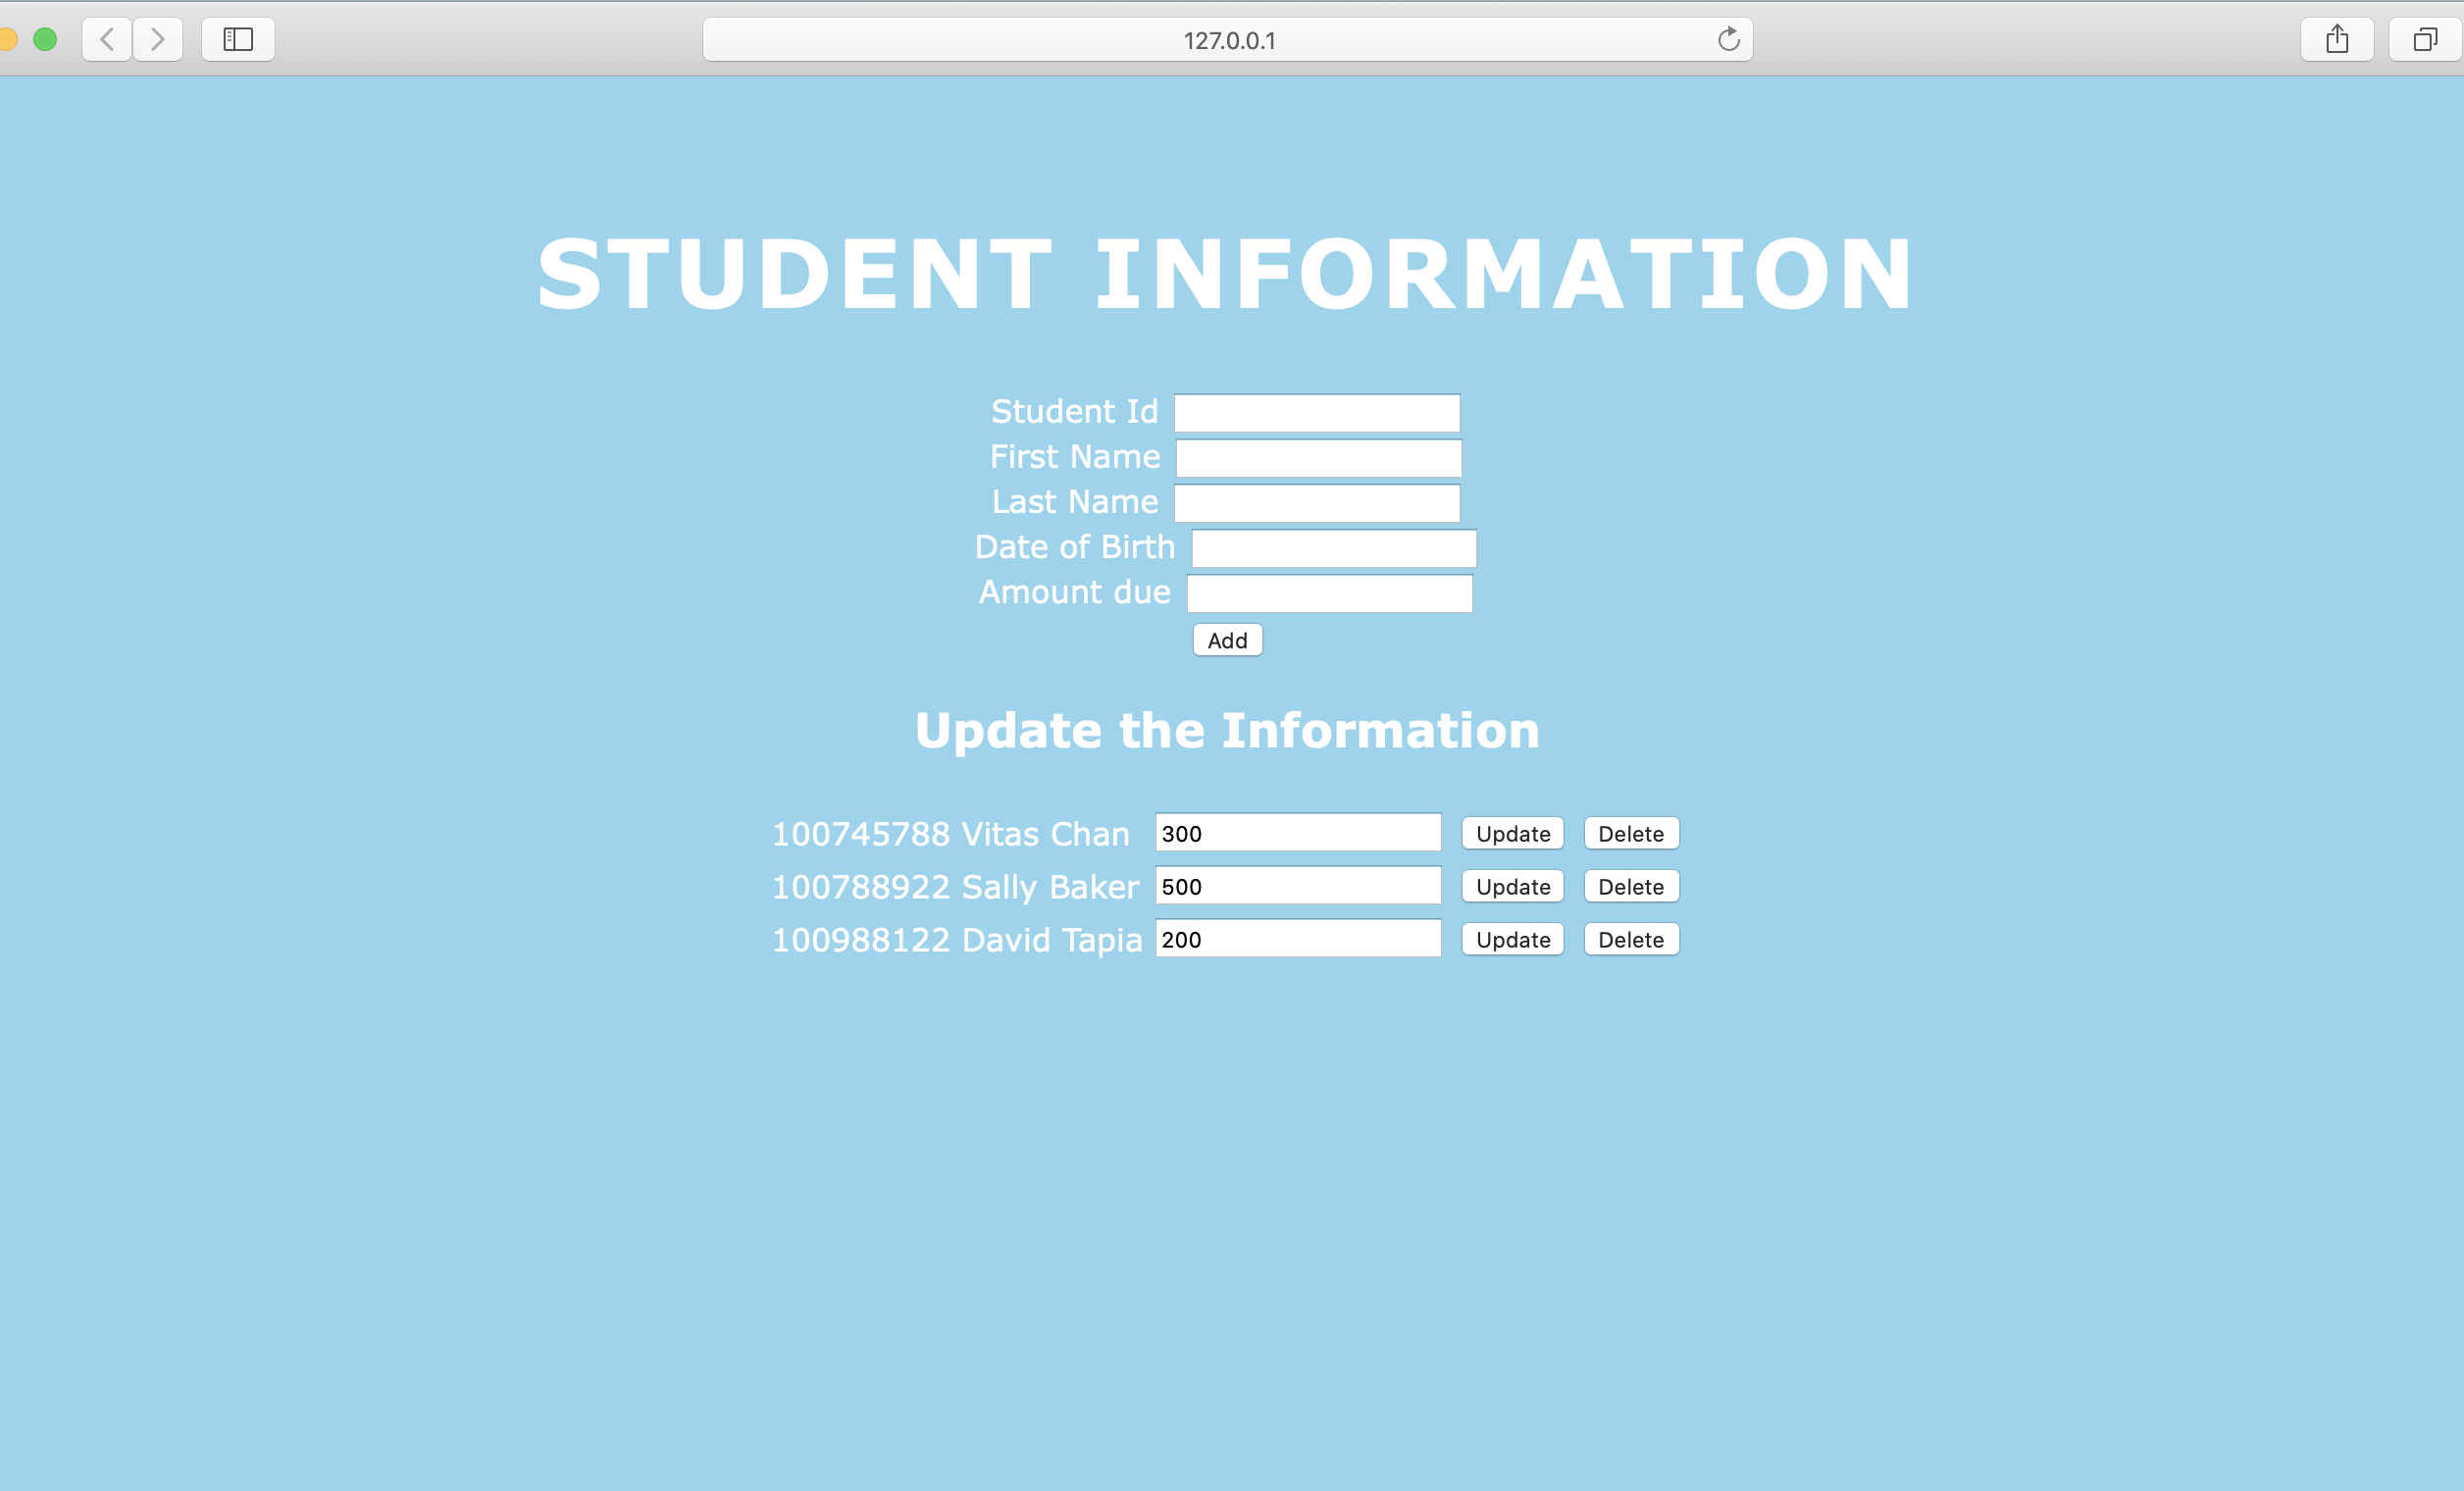 127.0.0.1
STUDENT INFORMATION
Student Id
First Name
Last Name
Date of Birth
Amount due
Add
Update the Information
100745788 Vitas Chan 300 Update Delete
100788922 Sally Baker 500 Update Delete
100988122 David Tapia 200 Update Delete